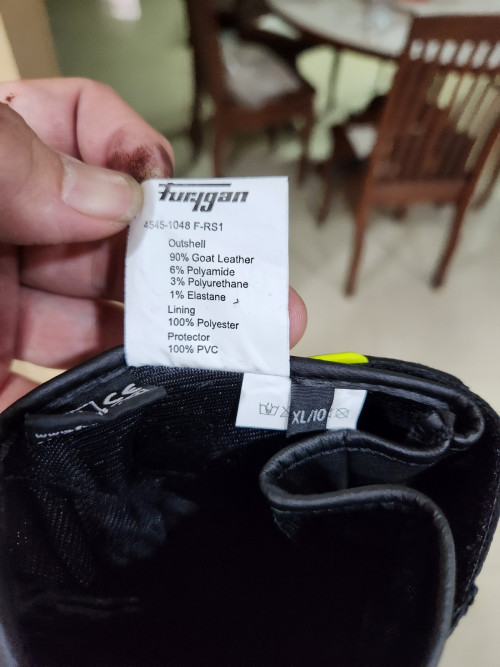 Furygan
4545-1048 F-RS1
Outshell
90% Goat Leather
6% Polyamide
3% Polyurethane
1% Elastane
Lining
100% Polyester
Protector
100% PVC
XL/10